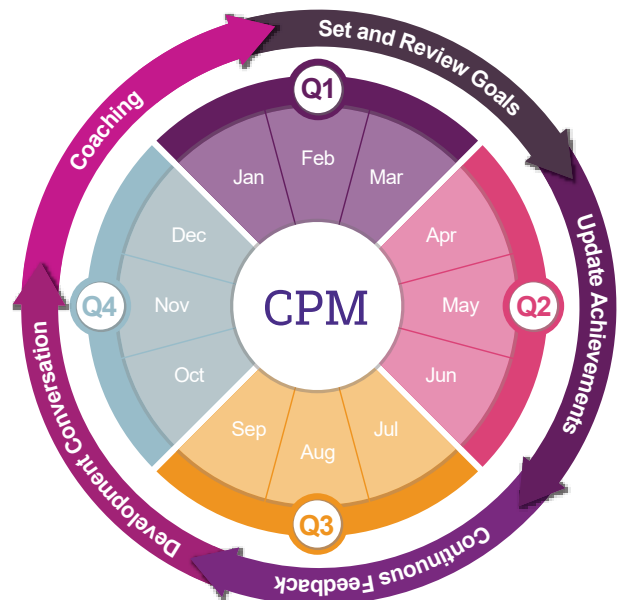 Set and Review Goals
Update Achievements
Continuous Feedback
Development Conversation
Coaching
Q1
Jan
Feb
Mar
Q2
Apr
May
Jun
Q3
Jul
Aug
Sep
Q4
Oct
Nov
Dec
CPM